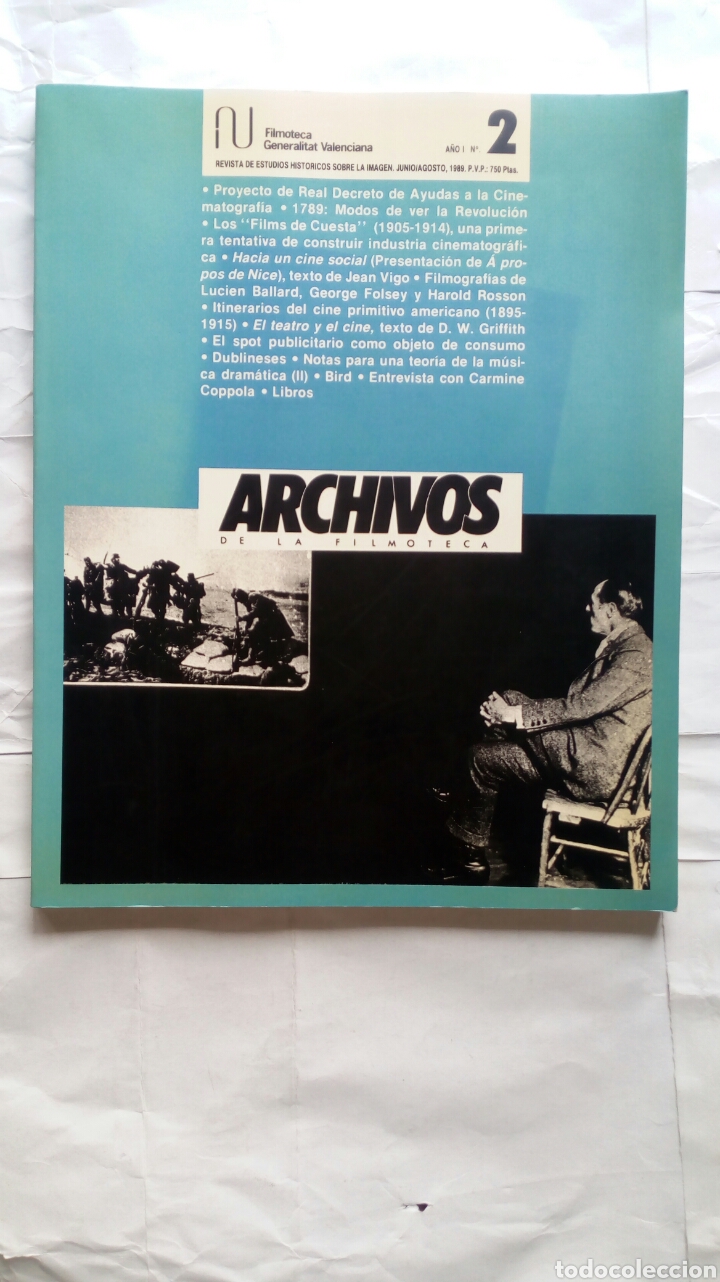 Filmoteca
Generalitat Valenciana
AÑO I Nº. 2
REVISTA DE ESTUDIOS HISTORICOS SOBRE LA IMAGEN. JUNIO/AGOSTO, 1989. P.V.P.: 750 Ptas.
• Proyecto de Real Decreto de Ayudas a la Cine-
matografía • 1789: Modos de ver la Revolución
• Los "Films de Cuesta" (1905-1914), una prime-
ra tentativa de construir industria cinematográfi-
ca • Hacia un cine social (Presentación de Á pro-
pos de Nice), texto de Jean Vigo • Filmografías de
Lucien Ballard, George Folsey y Harold Rosson
• Itinerarios del cine primitivo americano (1895-
1915) • El teatro y el cine, texto de D. W. Griffith
• El spot publicitario como objeto de consumo
• Dublineses • Notas para una teoría de la músi-
ca dramática (II) • Bird • Entrevista con Carmine
Coppola • Libros
ARCHIVOS
DE LA FILMOTECA
todocoleccion